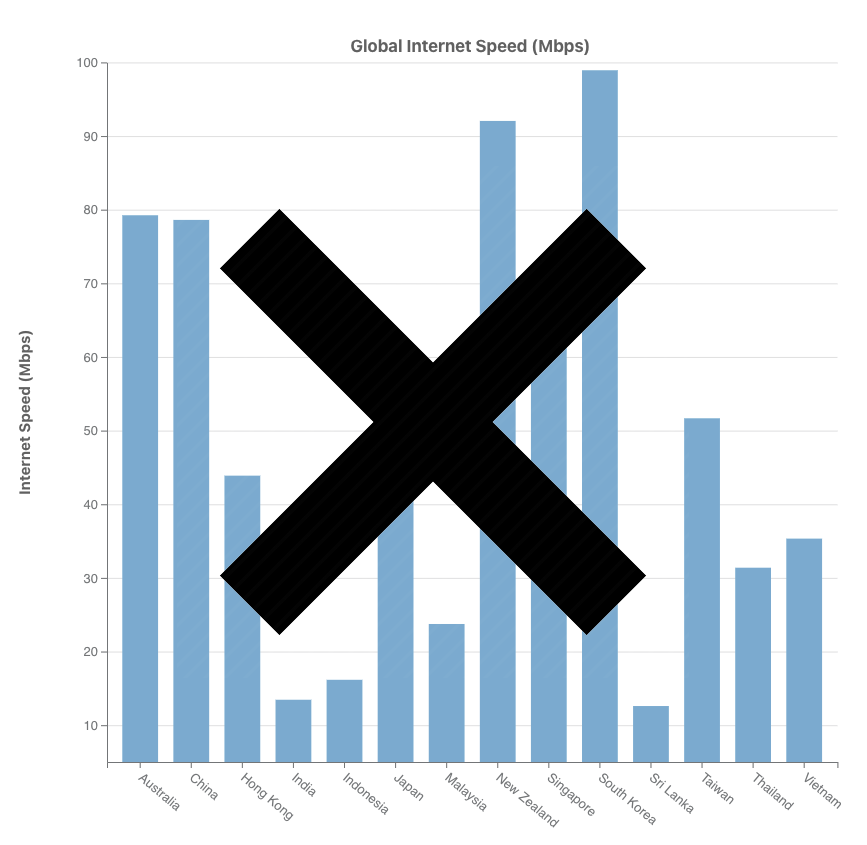 Global Internet Speed (Mbps)
Internet Speed (Mbps)
100
90
80
70
60
50
40
30
20
10
Australia
China
Hong Kong
India
Indonesia
Japan
Malaysia
New Zealand
Singapore
South Korea
Sri Lanka
Taiwan
Thailand
Vietnam